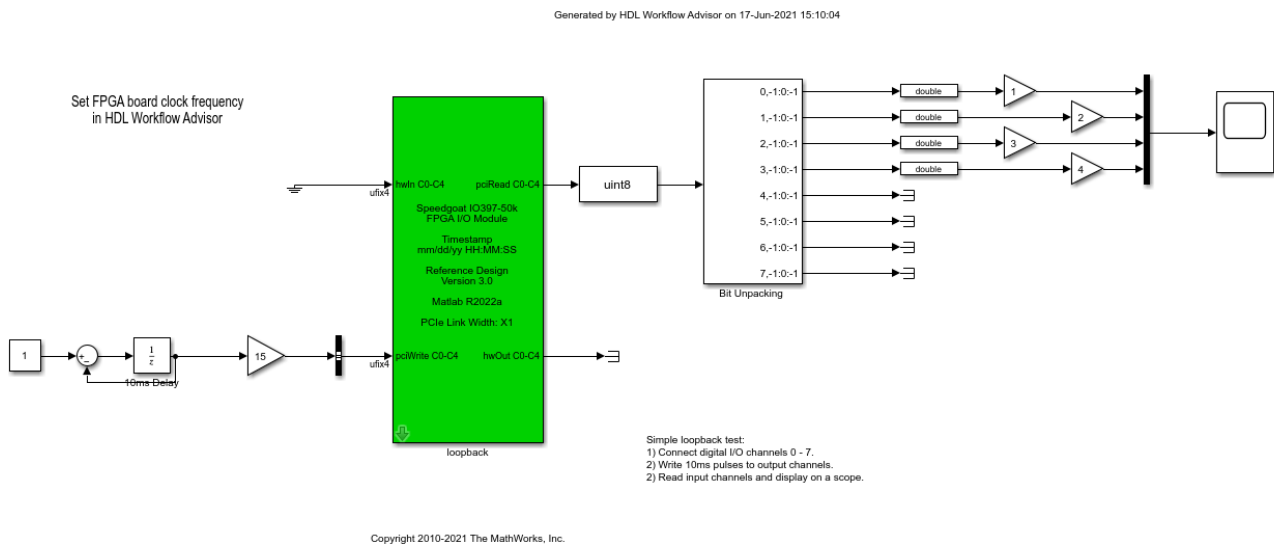 Generated by HDL Workflow Advisor on 17-Jun-2021 15:10:04
Set FPGA board clock frequency
in HDL Workflow Advisor
hwIn C0-C4
pciRead C0-C4
ufix4
Speedgoat IO397-50k
FPGA I/O Module
Timestamp
mm/dd/yy HH:MM:SS
Reference Design
Version 3.0
Matlab R2022a
PCIe Link Width: X1
pciWrite C0-C4
hwOut C0-C4
ufix4
loopback
uint8
0,-1:0:-1
1,-1:0:-1
2,-1:0:-1
3,-1:0:-1
4,-1:0:-1
5,-1:0:-1
6,-1:0:-1
7,-1:0:-1
Bit Unpacking
double
1
double
2
double
3
double
4
1
+
−
1
z
10ms Delay
15
Simple loopback test:
1) Connect digital I/O channels 0 - 7.
2) Write 10ms pulses to output channels.
2) Read input channels and display on a scope.
Copyright 2010-2021 The MathWorks, Inc.